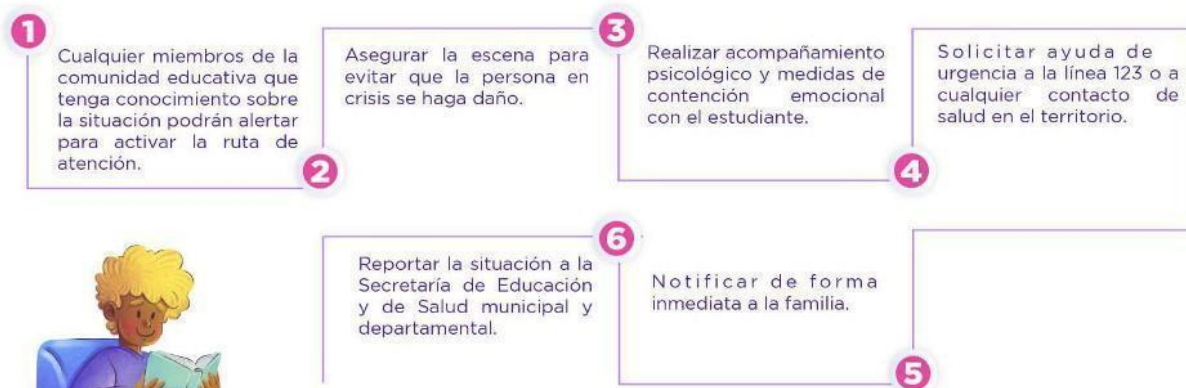 1
Cualquier miembros de la
comunidad educativa que
tenga conocimiento sobre
la situación podrán alertar
para activar la ruta de
atención.
2
Asegurar la escena para
evitar que la persona en
crisis se haga daño.
3
Realizar acompañamiento
psicológico y medidas de
contención emocional
con el estudiante.
4
Solicitar ayuda de
urgencia a la línea 123 o a
cualquier contacto de
salud en el territorio.
5
Notificar de forma
inmediata a la familia.
6
Reportar la situación a la
Secretaría de Educación
y de Salud municipal y
departamental.